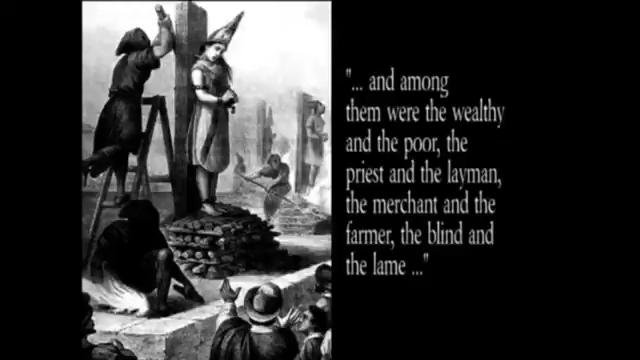 "... and among
them were the wealthy
and the poor, the
priest and the layman,
the merchant and the
farmer, the blind and
the lame ..."